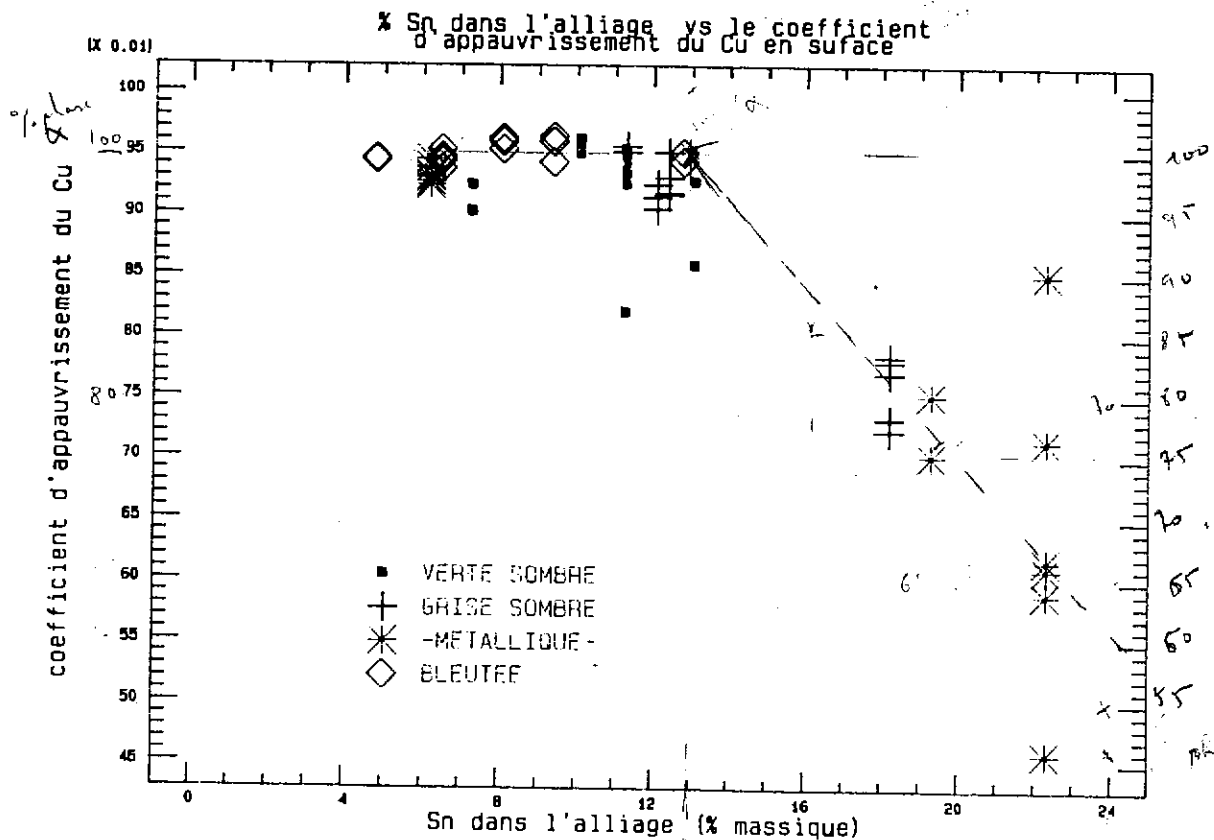 % Sn dans l'alliage vs le coefficient
d'appauvrissement du Cu en suface
(X 0.01)
100
95
90
85
80
75
70
65
60
55
50
45
coefficient d'appauvrissement du Cu
100
80
VERTE SOMBRE
GRISE SOMBRE
-METALLIQUE-
BLEUTEE
100
95
90
85
80
75
70
65
60
55
0 4 8 12 16 20 24
Sn dans l'alliage (% massique)